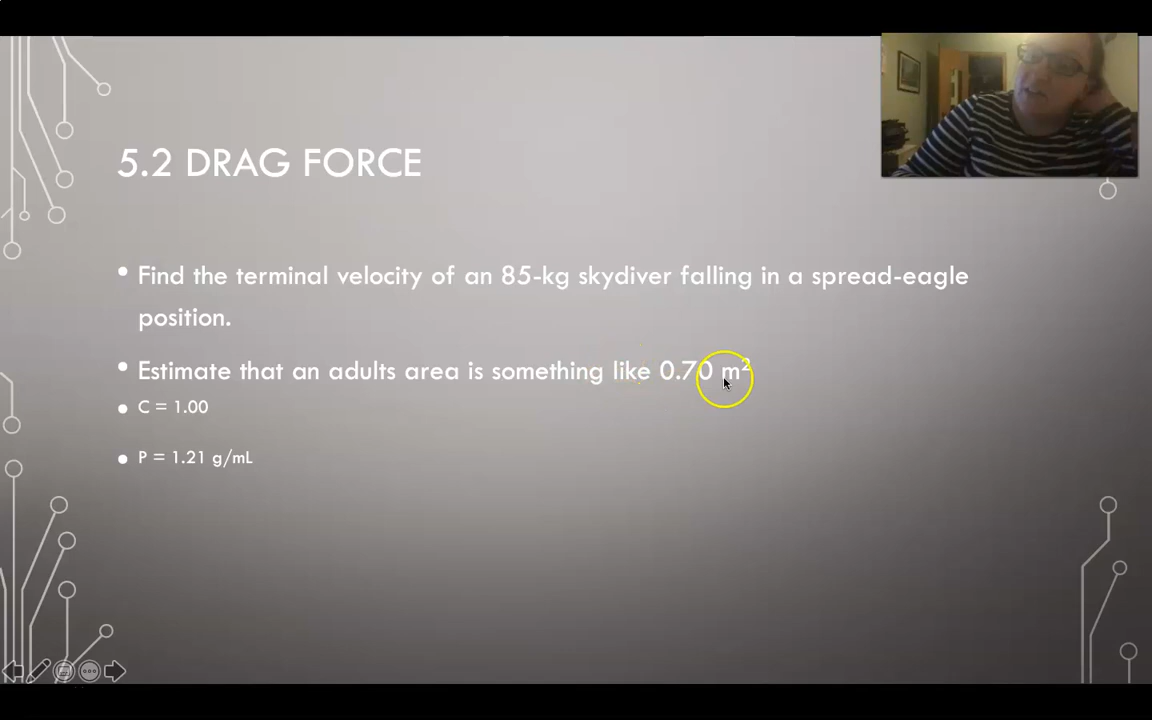 5.2 DRAG FORCE
• Find the terminal velocity of an 85-kg skydiver falling in a spread-eagle
position.
• Estimate that an adults area is something like 0.70 m²
• C = 1.00
• P = 1.21 g/mL